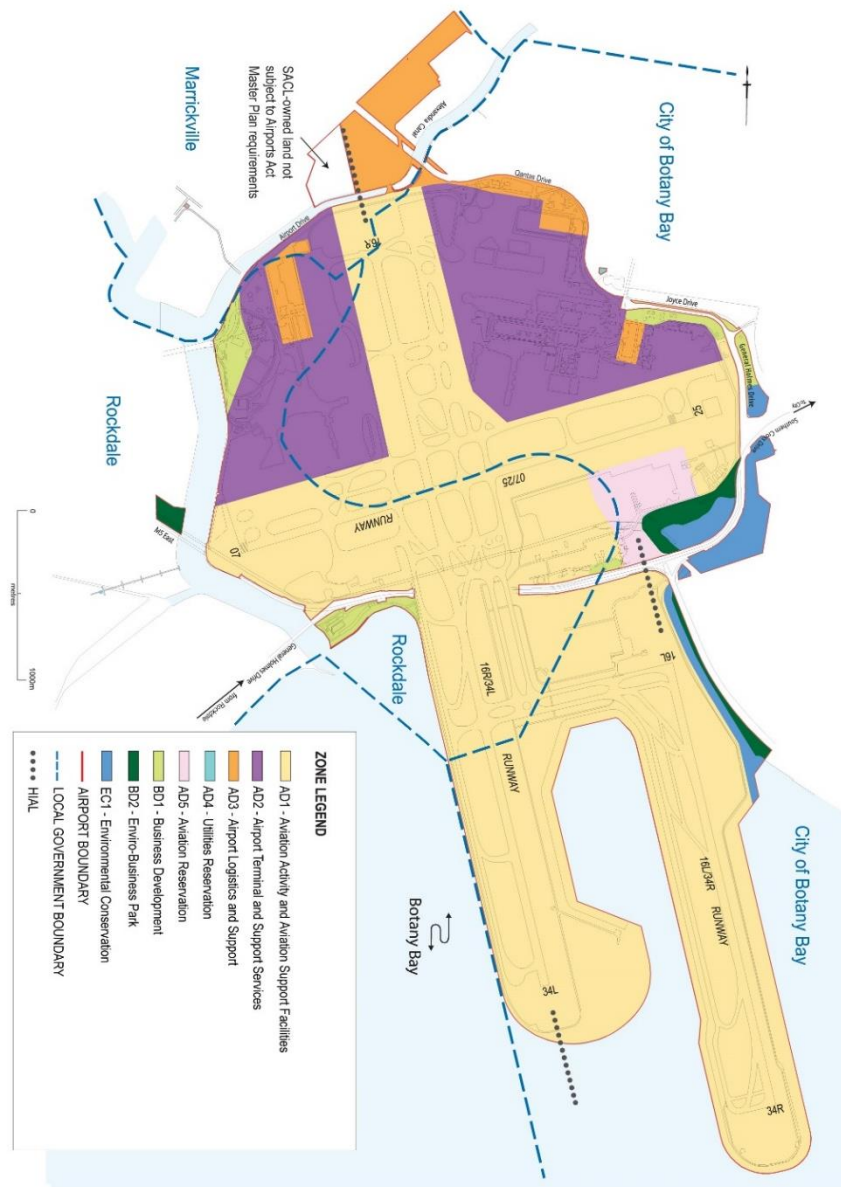 Marrickville
SACL-owned land not
subject to Airports Act
Master Plan requirements
Alexandra Canal
City of Botany Bay
Qantas Drive
Airport Drive
16R
Joyce Drive
General Holmes Drive
To City
Southern Cross Drive
25
07/25
RUNWAY
07
Rockdale
M5 East
0
metres
1000m
General Holmes Drive
from Rockdale
Rockdale
16R/34L
RUNWAY
16L
16L/34R
RUNWAY
City of Botany Bay
34L
34R
Botany Bay
ZONE LEGEND
AD1 - Aviation Activity and Aviation Support Facilities
AD2 - Airport Terminal and Support Services
AD3 - Airport Logistics and Support
AD4 - Utilities Reservation
AD5 - Aviation Reservation
BD1 - Business Development
BD2 - Enviro-Business Park
EC1 - Environmental Conservation
AIRPORT BOUNDARY
LOCAL GOVERNMENT BOUNDARY
HIAL